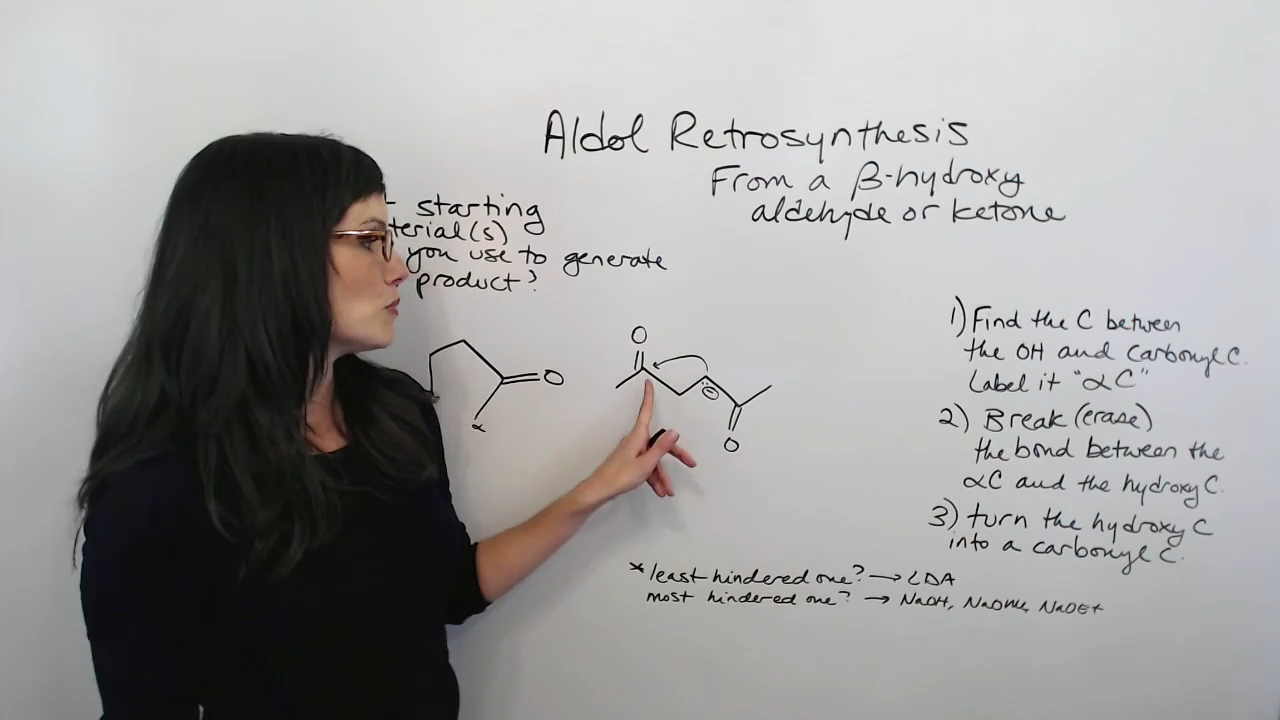 Aldol Retrosynthesis
From a β-hydroxy
aldehyde or ketone
starting
terial(s)
you use to generate
product?
O
O
α
⊖
O
1) Find the C between
the OH and carbonyl C.
Label it "αC"
2) Break (erase)
the bond between the
αC and the hydroxy C.
3) turn the hydroxy C
into a carbonyl C.
*least hindered one? → LDA
most hindered one? → NaOH, NaOMe, NaOEt